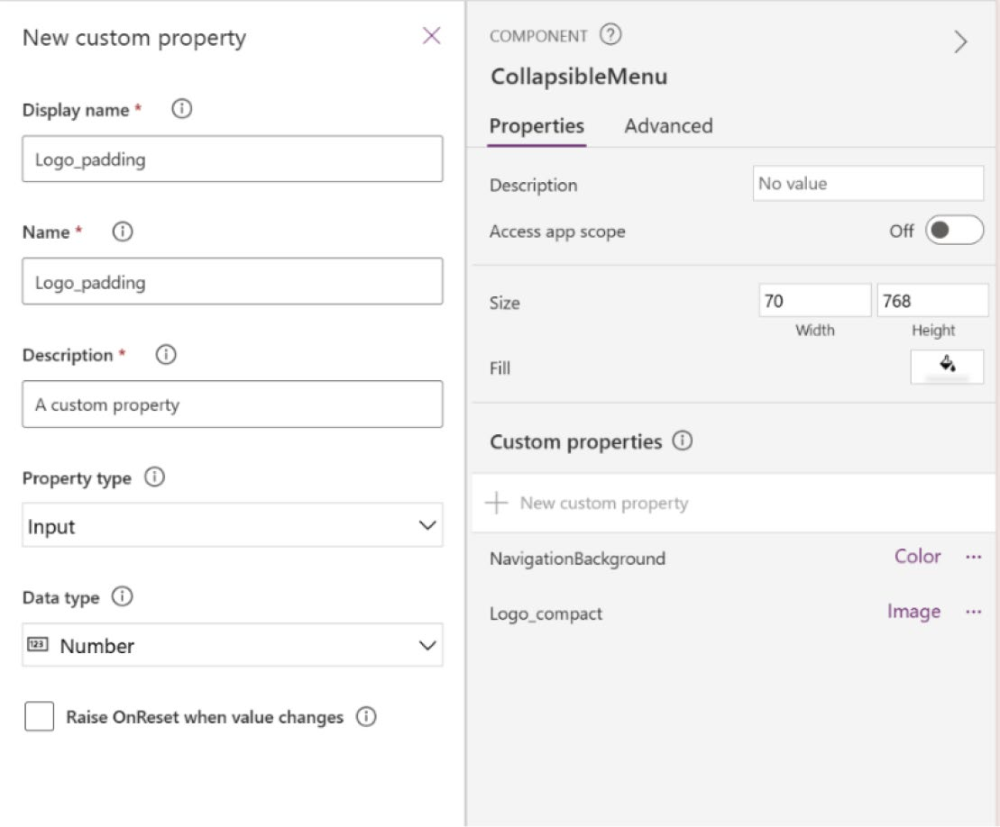 New custom property
Display name *
Logo_padding
Name *
Logo_padding
Description *
A custom property
Property type
Input
Data type
123 Number
Raise OnReset when value changes
COMPONENT ?
CollapsibleMenu
Properties Advanced
Description No value
Access app scope Off
Size 70 768
Width Height
Fill
Custom properties
New custom property
NavigationBackground Color ...
Logo_compact Image ...